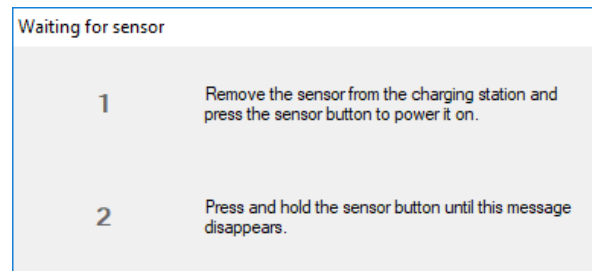 Waiting for sensor
1
Remove the sensor from the charging station and
press the sensor button to power it on.
2
Press and hold the sensor button until this message
disappears.